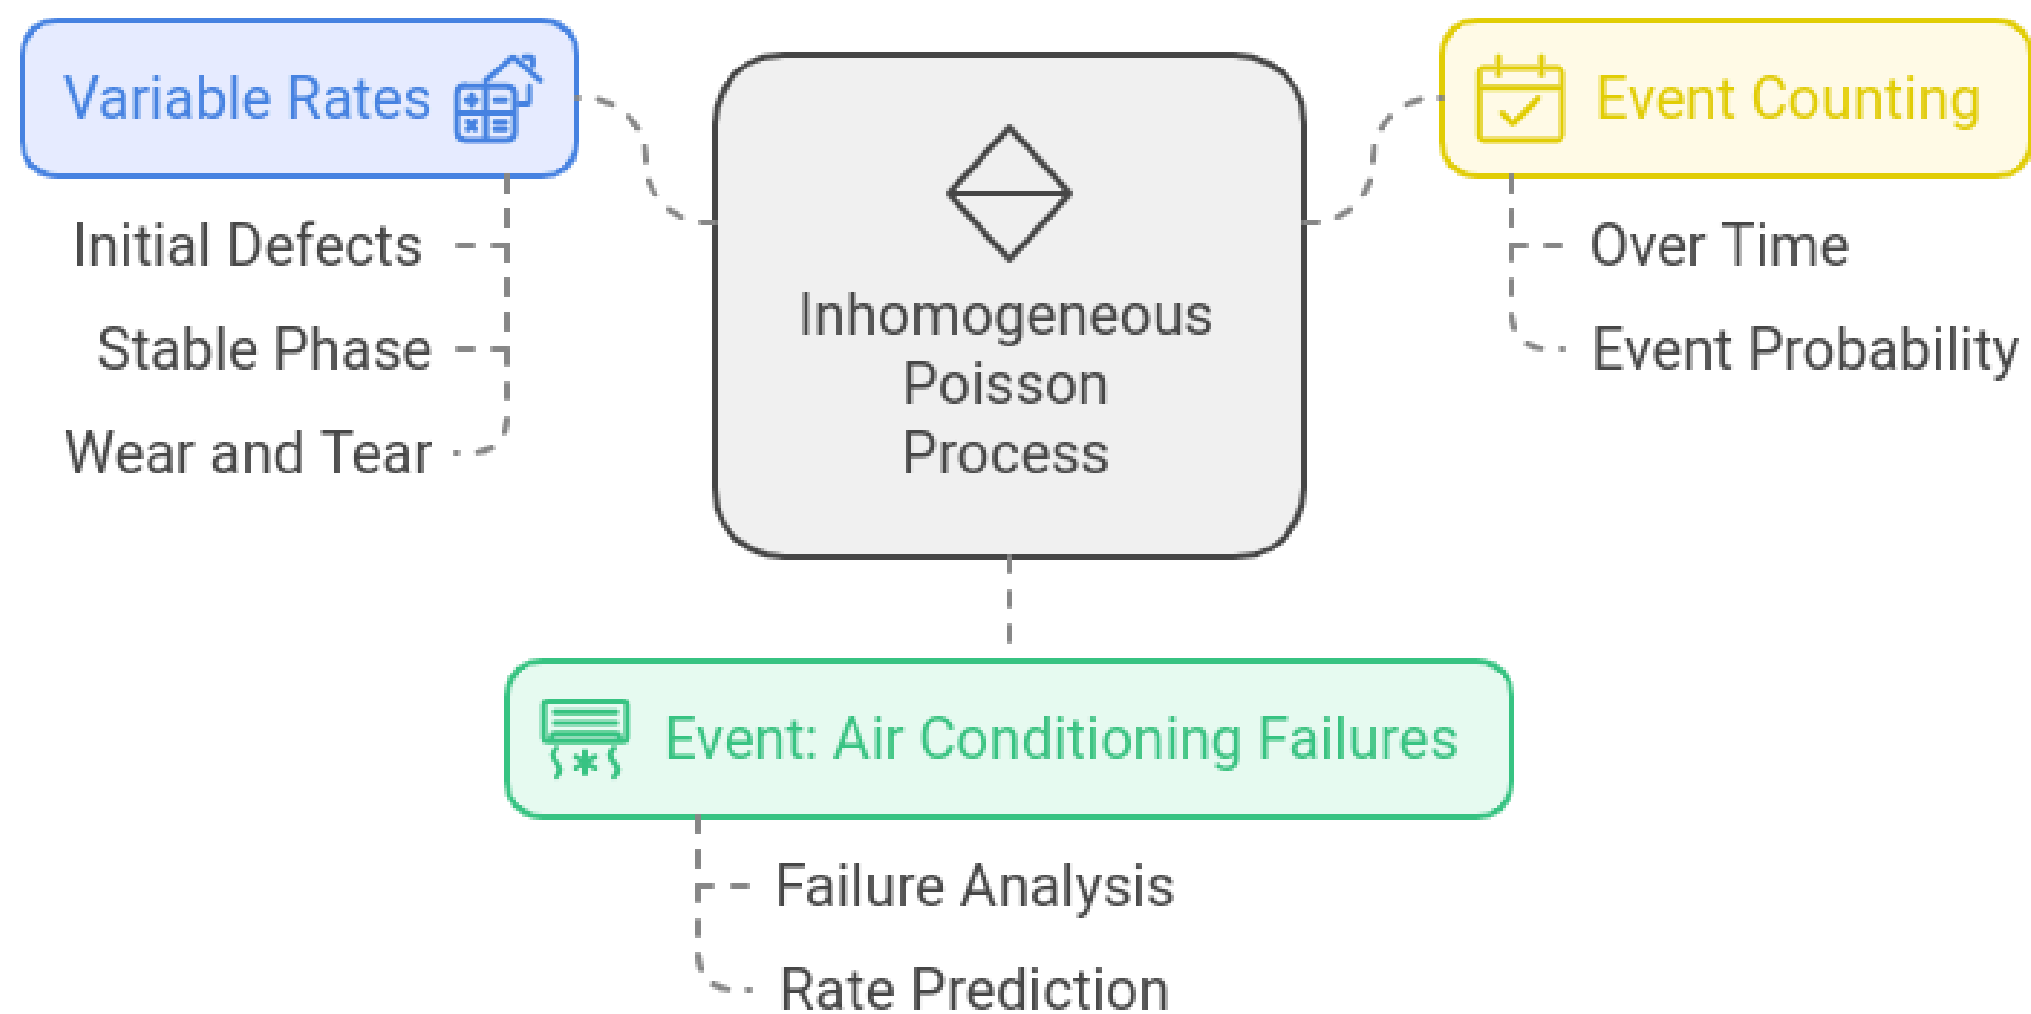 Variable Rates
Initial Defects
Stable Phase
Wear and Tear
Inhomogeneous
Poisson
Process
Event Counting
Over Time
Event Probability
Event: Air Conditioning Failures
Failure Analysis
Rate Prediction